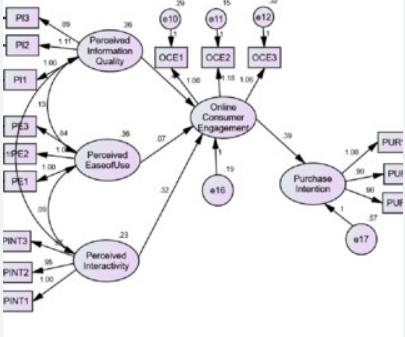 .29
.15
e10
e11
e12
1
1
1
PI3
.89
.26
OCE1
OCE2
OCE3
PI2
1.11
Perceived
Information
Quality
PI1
1.00
1.00
1.18
1.06
.13
Online
Consumer
Engagement
PE3
.84
.36
PE2
Perceived
EaseofUse
.07
.39
PUR
PE1
1.00
1
.19
1.00
e16
.99
PUR
.32
Purchase
Intention
.98
PUR
.09
.23
1
.57
PINT3
Perceived
Interactivity
e17
PINT2
.95
PINT1
1.00